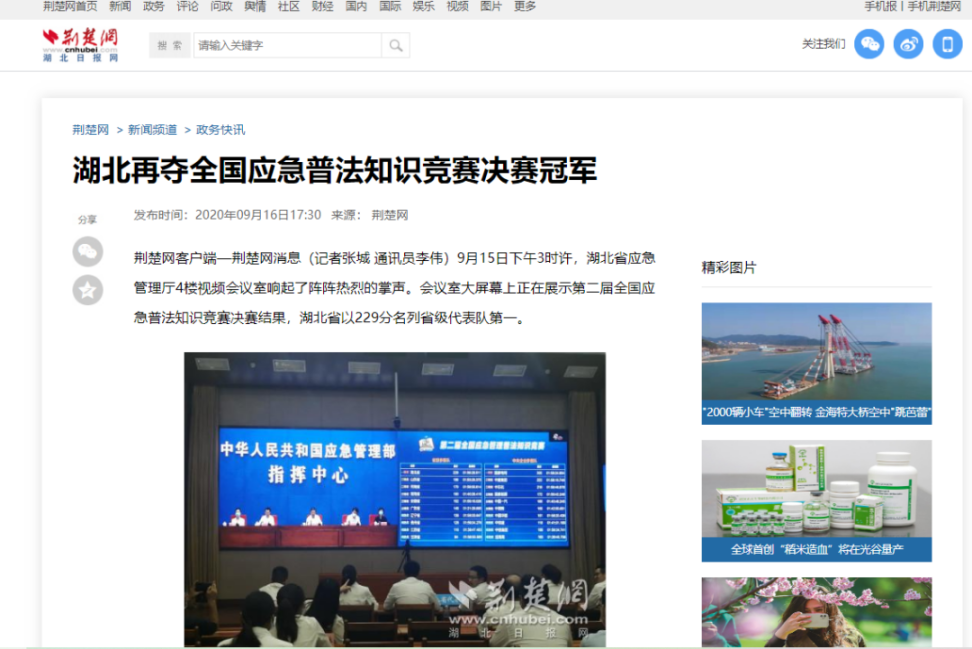 荆楚网首页 新闻 政务 评论 问政 舆情 社区 财经 国内 国际 娱乐 视频 图片 更多 手机报 | 手机荆楚网
荆楚网
www.cnhubei.com
湖北日报网
搜索 请输入关键字
关注我们
荆楚网 > 新闻频道 > 政务快讯
湖北再夺全国应急普法知识竞赛决赛冠军
分享
发布时间：2020年09月16日17:30 来源： 荆楚网
荆楚网客户端—荆楚网消息（记者张城 通讯员李伟）9月15日下午3时许，湖北省应急
管理厅4楼视频会议室响起了阵阵热烈的掌声。会议室大屏幕上正在展示第二届全国应
急普法知识竞赛决赛结果，湖北省以229分名列省级代表队第一。
中华人民共和国应急管理部
指挥中心
第二届全国应急管理普法知识竞赛
荆楚网
www.cnhubei.com
湖北日报网
精彩图片
"2000辆小车"空中翻转 金海特大桥空中"跳芭蕾"
全球首创“稻米造血”将在光谷量产